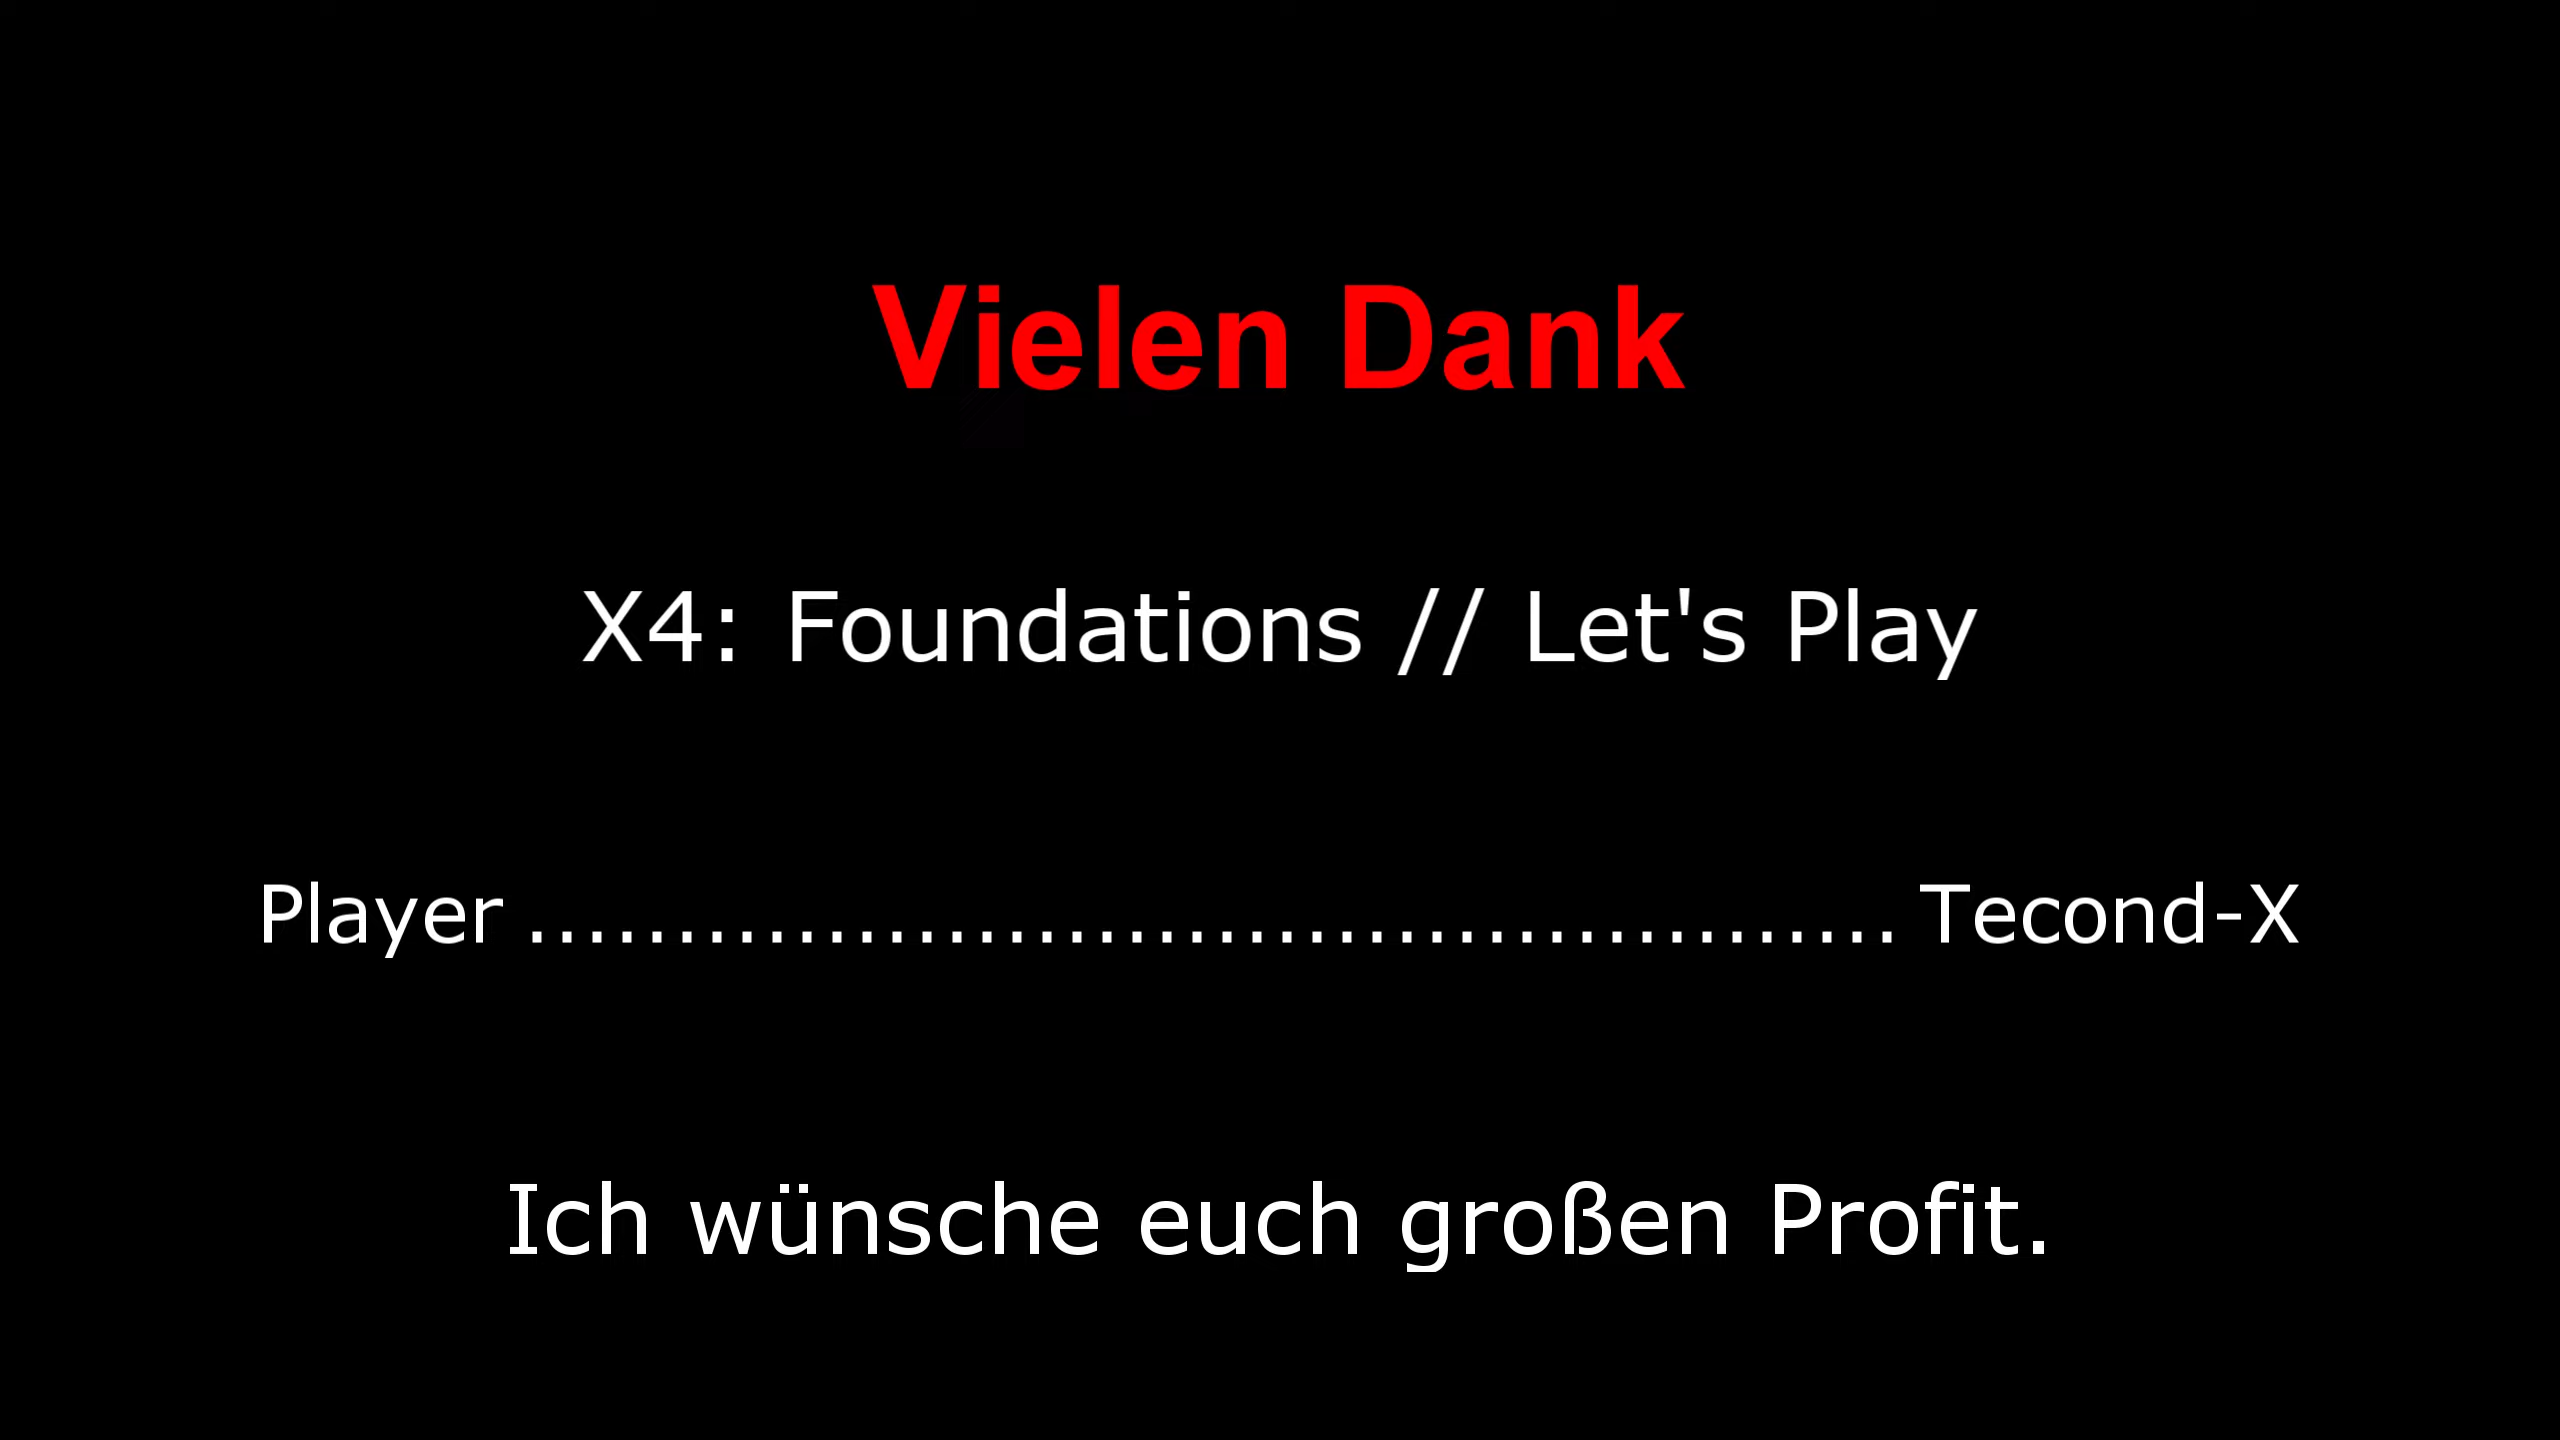 Vielen Dank
X4: Foundations // Let's Play
Player .............................................. Tecond-X
Ich wünsche euch großen Profit.